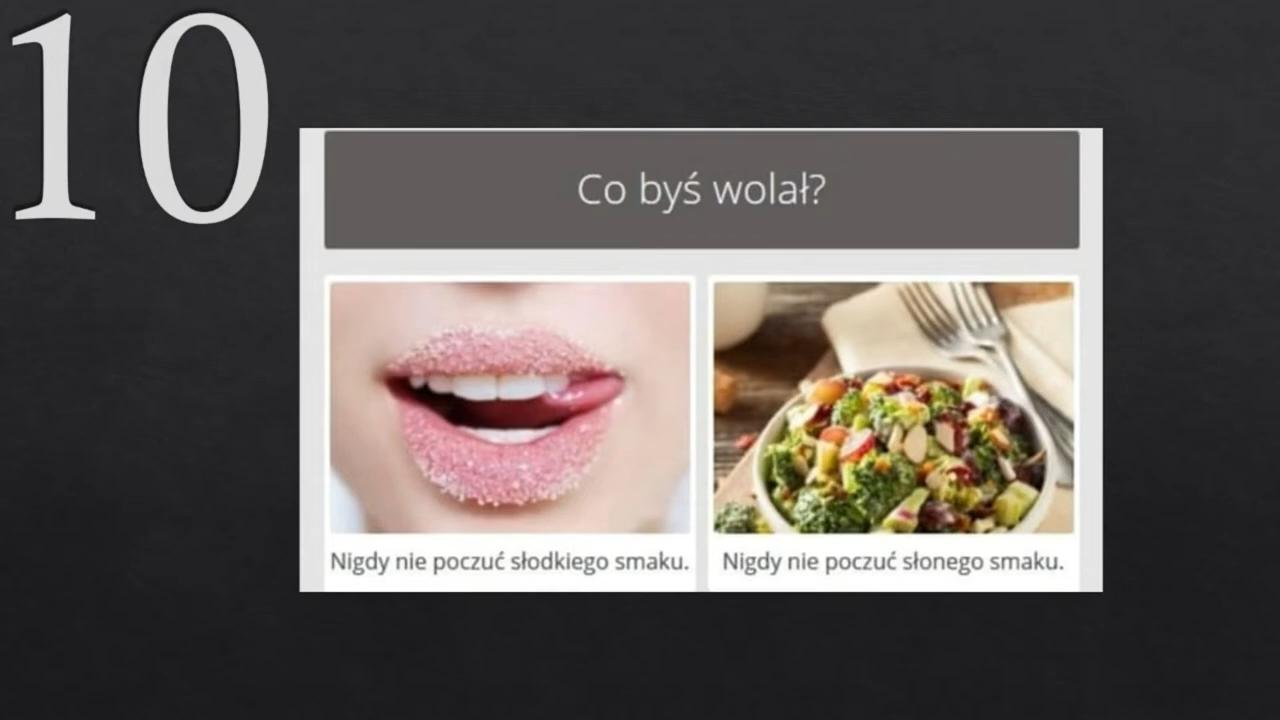 10
Co byś wolał?
Nigdy nie poczuć słodkiego smaku.
Nigdy nie poczuć słonego smaku.